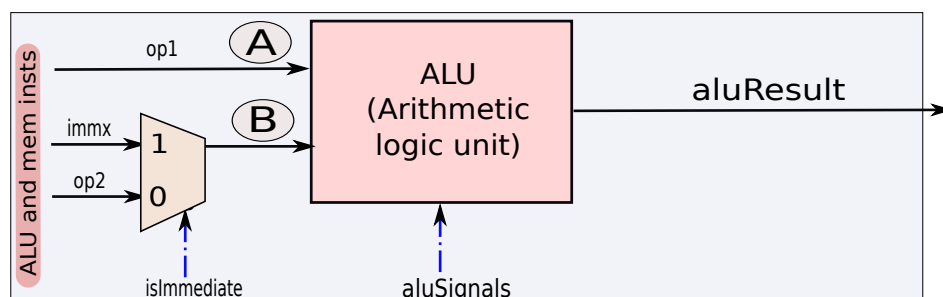 ALU and mem insts
op1
A
immx
1
op2
0
B
ALU
(Arithmetic
logic unit)
aluResult
isImmediate
aluSignals